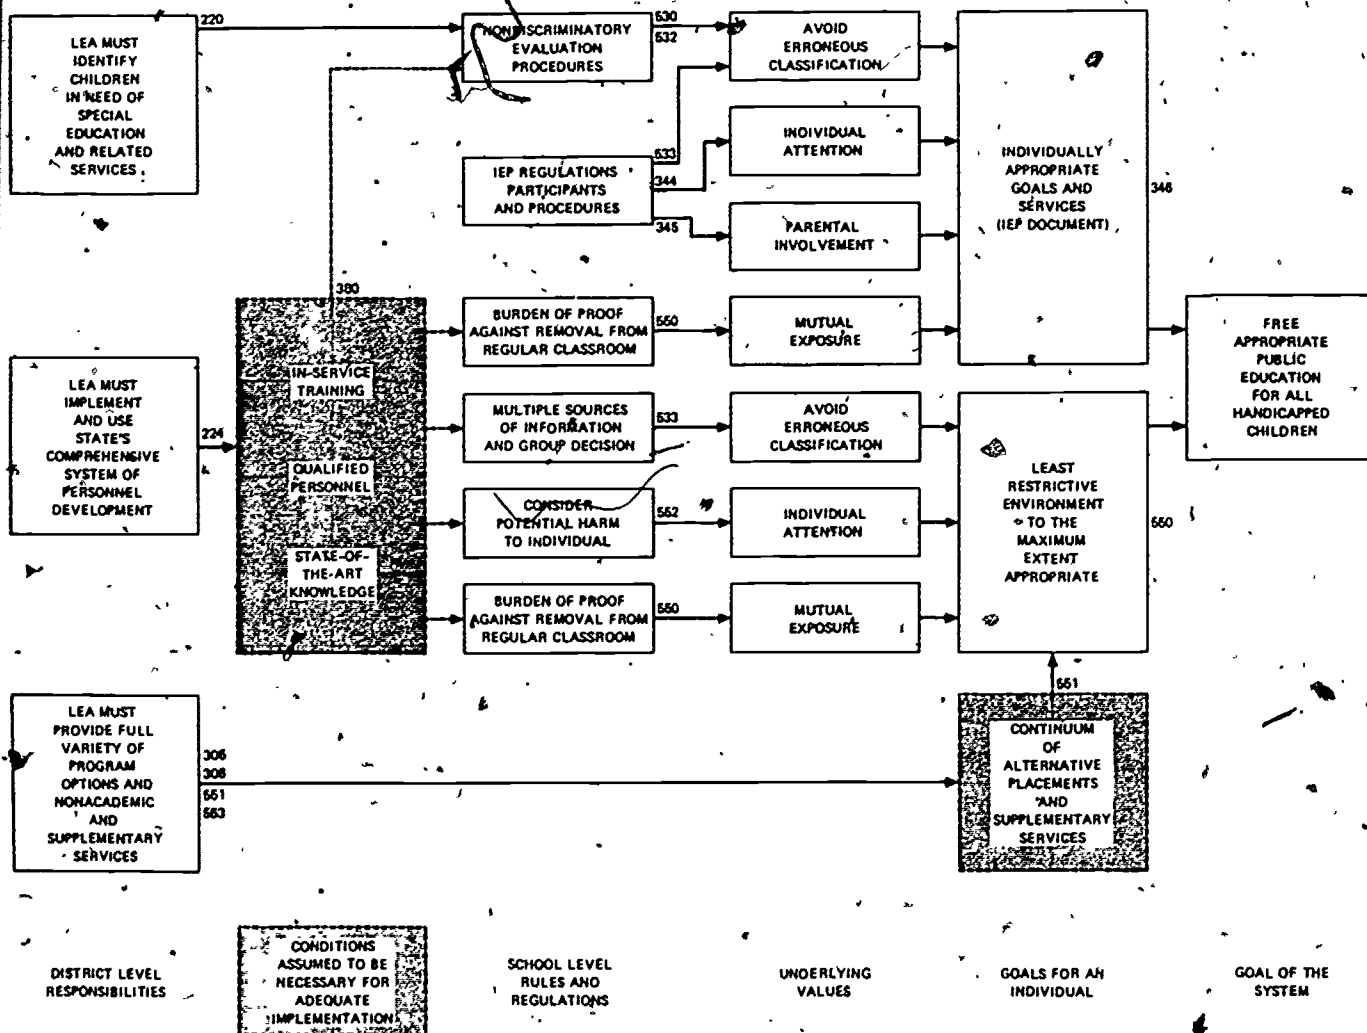 LEA MUST
IDENTIFY
CHILDREN
IN NEED OF
SPECIAL
EDUCATION
AND RELATED
SERVICES
220
NONDISCRIMINATORY
EVALUATION
PROCEDURES
530
532
AVOID
ERRONEOUS
CLASSIFICATION
IEP REGULATIONS
PARTICIPANTS
AND PROCEDURES
533
344
345
INDIVIDUAL
ATTENTION
PARENTAL
INVOLVEMENT
INDIVIDUALLY
APPROPRIATE
GOALS AND
SERVICES
(IEP DOCUMENT)
346
LEA MUST
IMPLEMENT
AND USE
STATE'S
COMPREHENSIVE
SYSTEM OF
PERSONNEL
DEVELOPMENT
224
380
IN-SERVICE
TRAINING
QUALIFIED
PERSONNEL
STATE-OF-
THE-ART
KNOWLEDGE
BURDEN OF PROOF
AGAINST REMOVAL FROM
REGULAR CLASSROOM
550
MUTUAL
EXPOSURE
MULTIPLE SOURCES
OF INFORMATION
AND GROUP DECISION
533
AVOID
ERRONEOUS
CLASSIFICATION
CONSIDER
POTENTIAL HARM
TO INDIVIDUAL
552
INDIVIDUAL
ATTENTION
BURDEN OF PROOF
AGAINST REMOVAL FROM
REGULAR CLASSROOM
550
MUTUAL
EXPOSURE
LEAST
RESTRICTIVE
ENVIRONMENT
TO THE
MAXIMUM
EXTENT
APPROPRIATE
550
FREE
APPROPRIATE
PUBLIC
EDUCATION
FOR ALL
HANDICAPPED
CHILDREN
LEA MUST
PROVIDE FULL
VARIETY OF
PROGRAM
OPTIONS AND
NONACADEMIC
AND
SUPPLEMENTARY
SERVICES
306
551
553
551
CONTINUUM
OF
ALTERNATIVE
PLACEMENTS
AND
SUPPLEMENTARY
SERVICES
DISTRICT LEVEL
RESPONSIBILITIES
CONDITIONS
ASSUMED TO BE
NECESSARY FOR
ADEQUATE
IMPLEMENTATION
SCHOOL LEVEL
RULES AND
REGULATIONS
UNDERLYING
VALUES
GOALS FOR AN
INDIVIDUAL
GOAL OF THE
SYSTEM